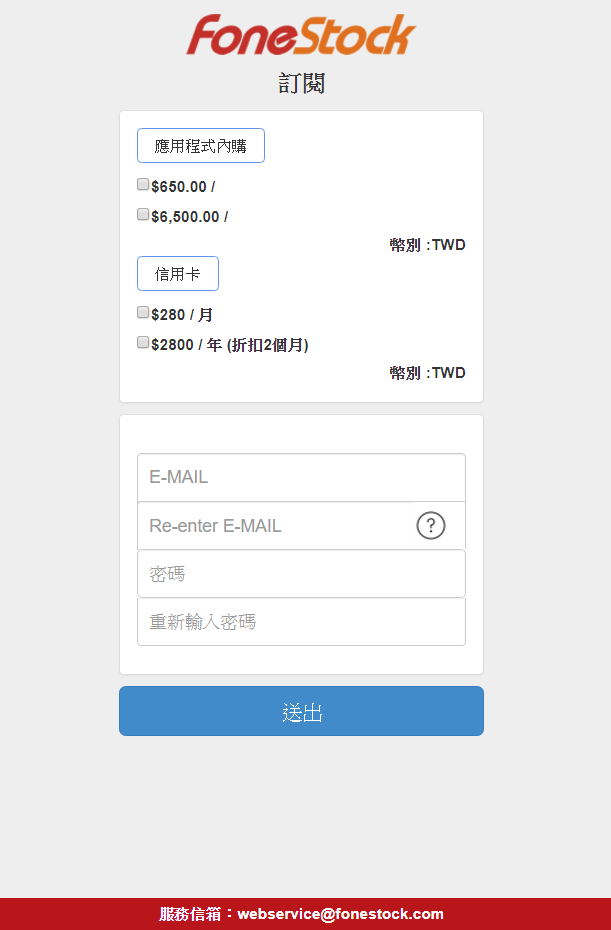 FoneStock
訂閱
應用程式內購
$650.00 /
$6,500.00 /
幣別 :TWD
信用卡
$280 / 月
$2800 / 年 (折扣2個月)
幣別 :TWD
E-MAIL
Re-enter E-MAIL ?
密碼
重新輸入密碼
送出
服務信箱：webservice@fonestock.com